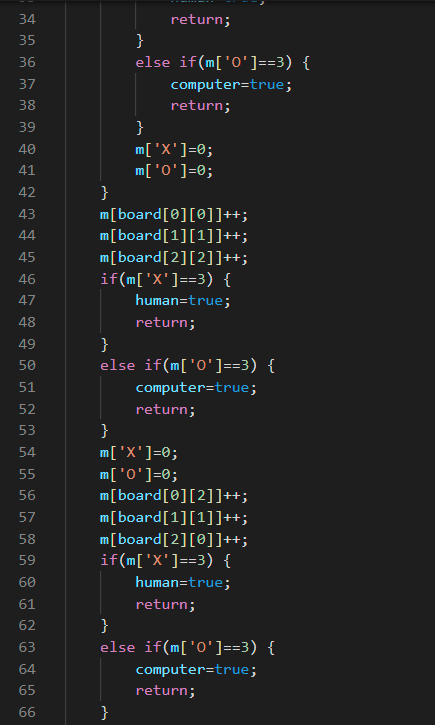 34 return;
35 }
36 else if(m['O']==3) {
37 computer=true;
38 return;
39 }
40 m['X']=0;
41 m['O']=0;
42 }
43 m[board[0][0]]++;
44 m[board[1][1]]++;
45 m[board[2][2]]++;
46 if(m['X']==3) {
47 human=true;
48 return;
49 }
50 else if(m['O']==3) {
51 computer=true;
52 return;
53 }
54 m['X']=0;
55 m['O']=0;
56 m[board[0][2]]++;
57 m[board[1][1]]++;
58 m[board[2][0]]++;
59 if(m['X']==3) {
60 human=true;
61 return;
62 }
63 else if(m['O']==3) {
64 computer=true;
65 return;
66 }